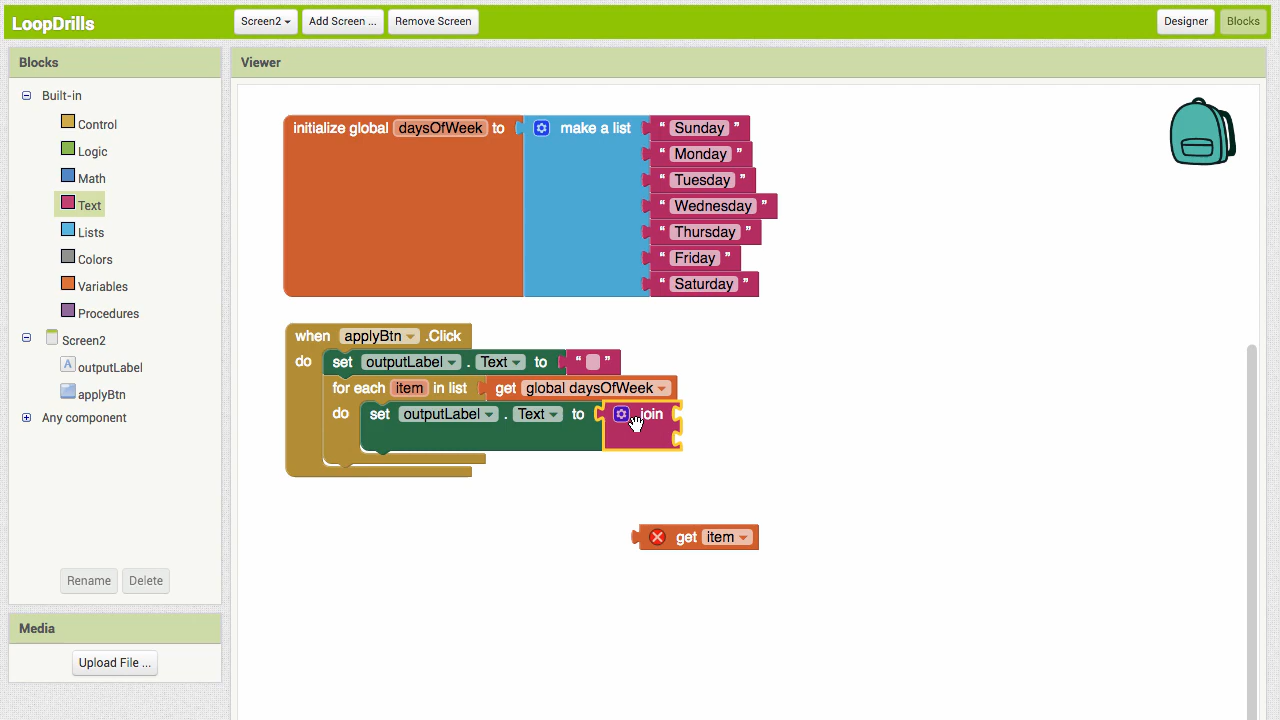 LoopDrills
Screen2
Add Screen ...
Remove Screen
Designer
Blocks
Blocks
Built-in
Control
Logic
Math
Text
Lists
Colors
Variables
Procedures
Screen2
outputLabel
applyBtn
Any component
Rename
Delete
Media
Upload File ...
Viewer
initialize global daysOfWeek to make a list “ Sunday ”
“ Monday ”
“ Tuesday ”
“ Wednesday ”
“ Thursday ”
“ Friday ”
“ Saturday ”
when applyBtn .Click
do set outputLabel . Text to “ ”
for each item in list get global daysOfWeek
do set outputLabel . Text to join
get item